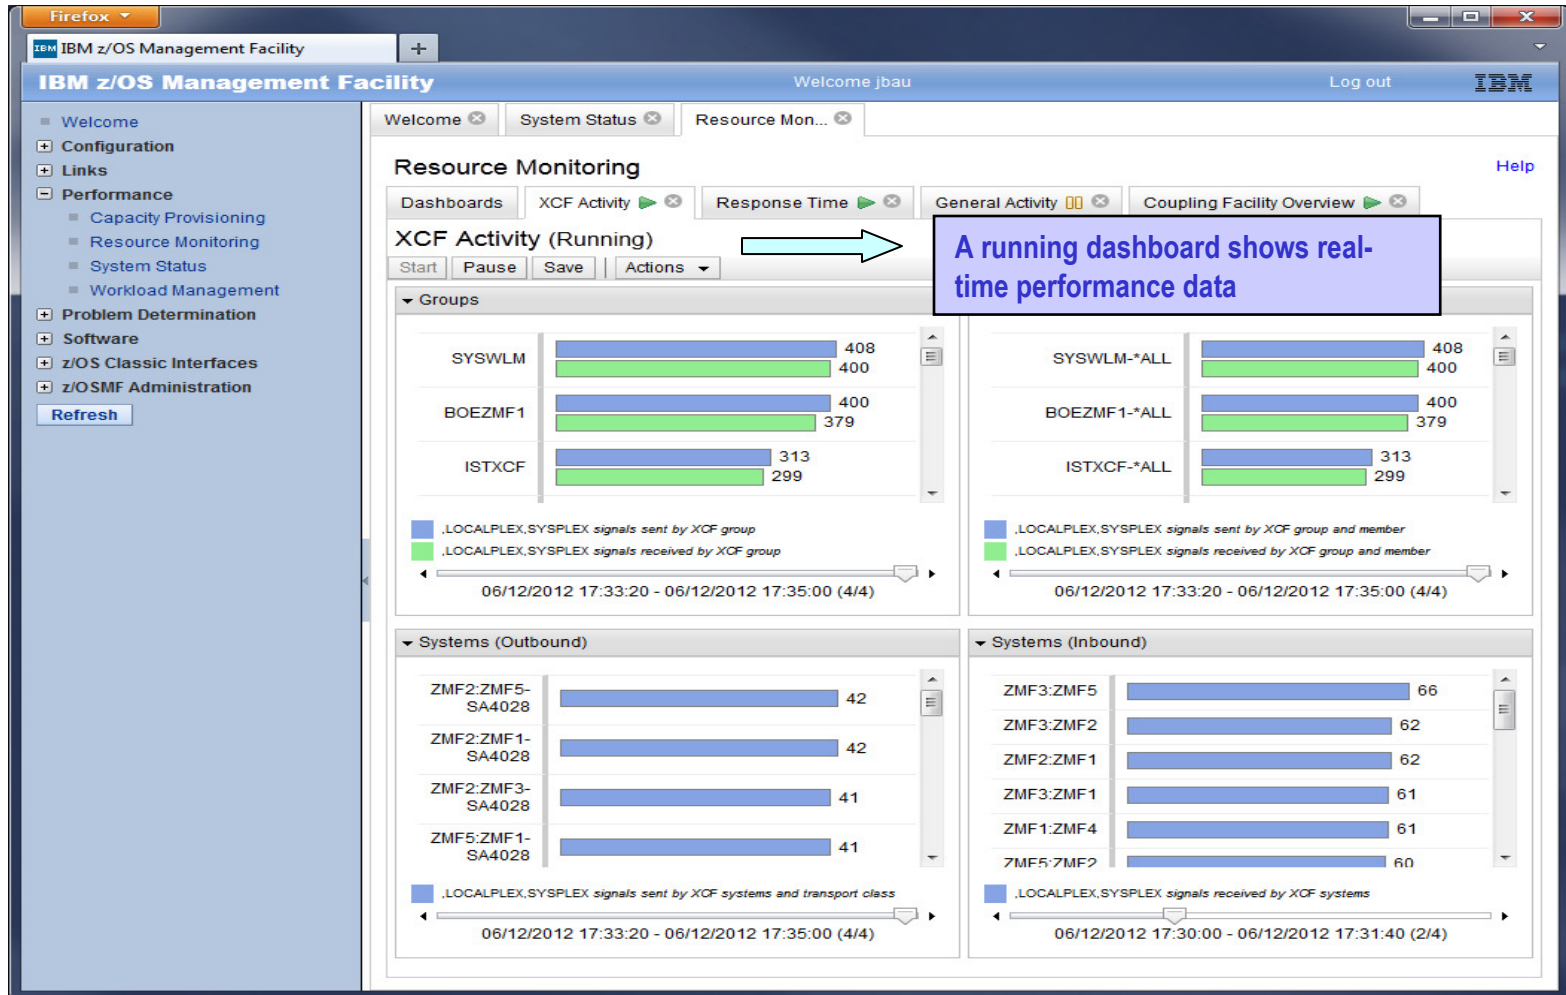 Firefox
IBM IBM z/OS Management Facility
IBM z/OS Management Facility
Welcome jbau
Log out
IBM
Welcome
Configuration
Links
Performance
Capacity Provisioning
Resource Monitoring
System Status
Workload Management
Problem Determination
Software
z/OS Classic Interfaces
z/OSMF Administration
Refresh
Welcome
System Status
Resource Mon...
Resource Monitoring
Help
Dashboards
XCF Activity
Response Time
General Activity
Coupling Facility Overview
XCF Activity (Running)
A running dashboard shows real-
time performance data
Start
Pause
Save
Actions
Groups
SYSWLM
408
400
BOEZMF1
400
379
ISTXCF
313
299
,LOCALPLEX,SYSPLEX signals sent by XCF group
,LOCALPLEX,SYSPLEX signals received by XCF group
06/12/2012 17:33:20 - 06/12/2012 17:35:00 (4/4)
SYSWLM-*ALL
408
400
BOEZMF1-*ALL
400
379
ISTXCF-*ALL
313
299
,LOCALPLEX,SYSPLEX signals sent by XCF group and member
,LOCALPLEX,SYSPLEX signals received by XCF group and member
06/12/2012 17:33:20 - 06/12/2012 17:35:00 (4/4)
Systems (Outbound)
ZMF2:ZMF5-
SA4028
42
ZMF2:ZMF1-
SA4028
42
ZMF2:ZMF3-
SA4028
41
ZMF5:ZMF1-
SA4028
41
,LOCALPLEX,SYSPLEX signals sent by XCF systems and transport class
06/12/2012 17:33:20 - 06/12/2012 17:35:00 (4/4)
Systems (Inbound)
ZMF3:ZMF5
66
ZMF3:ZMF2
62
ZMF2:ZMF1
62
ZMF3:ZMF1
61
ZMF1:ZMF4
61
ZMF5:ZMF2
60
,LOCALPLEX,SYSPLEX signals received by XCF systems
06/12/2012 17:30:00 - 06/12/2012 17:31:40 (2/4)